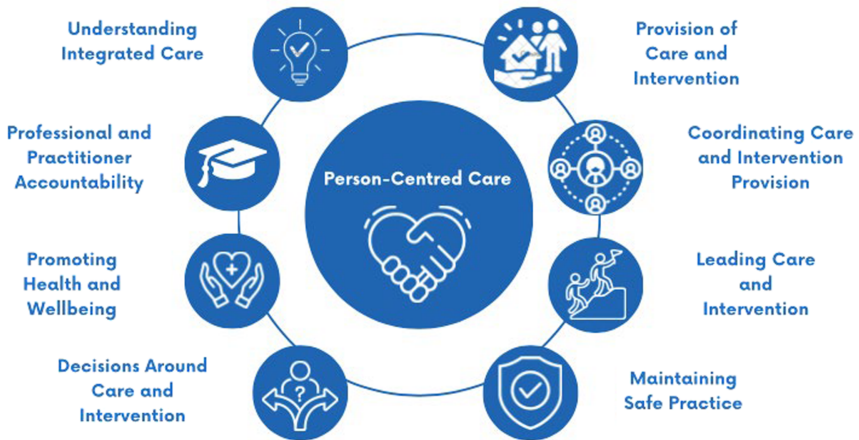 Understanding
Integrated Care
Provision of
Care and
Intervention
Professional and
Practitioner
Accountability
Coordinating Care
and Intervention
Provision
Person-Centred Care
Promoting
Health and
Wellbeing
Leading Care
and
Intervention
Decisions Around
Care and
Intervention
?
Maintaining
Safe Practice